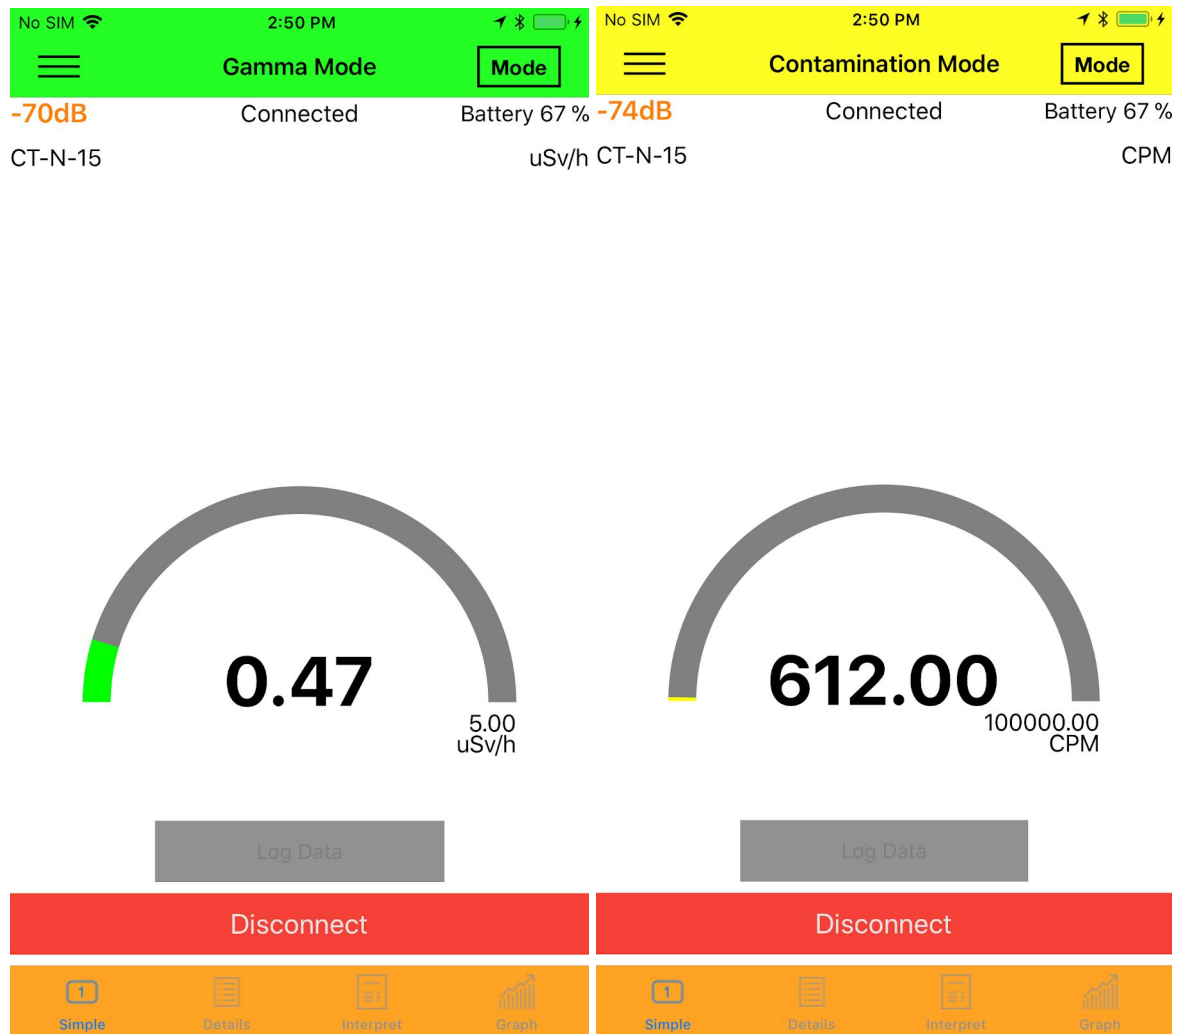 No SIM 2:50 PM
Gamma Mode Mode
-70dB Connected Battery 67 %
CT-N-15 uSv/h
0.47
5.00
uSv/h
Log Data
Disconnect
1
Simple Details Interpret Graph
No SIM 2:50 PM
Contamination Mode Mode
-74dB Connected Battery 67 %
CT-N-15 CPM
612.00
100000.00
CPM
Log Data
Disconnect
1
Simple Details Interpret Graph